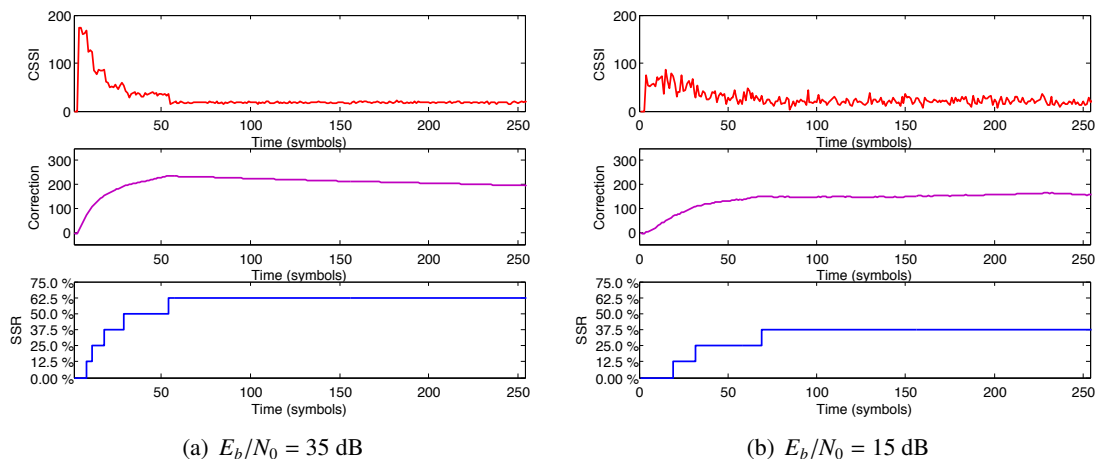 200
100
0
CSSI
50 100 150 200 250
Time (symbols)
300
200
100
0
Correction
50 100 150 200 250
Time (symbols)
75.0 %
62.5 %
50.0 %
37.5 %
25.0 %
12.5 %
0.00 %
SSR
50 100 150 200 250
Time (symbols)
(a) E_b/N_0 = 35 dB
200
100
0
CSSI
0 50 100 150 200 250
Time (symbols)
300
200
100
0
Correction
0 50 100 150 200 250
Time (symbols)
75.0 %
62.5 %
50.0 %
37.5 %
25.0 %
12.5 %
0.00 %
SSR
0 50 100 150 200 250
Time (symbols)
(b) E_b/N_0 = 15 dB